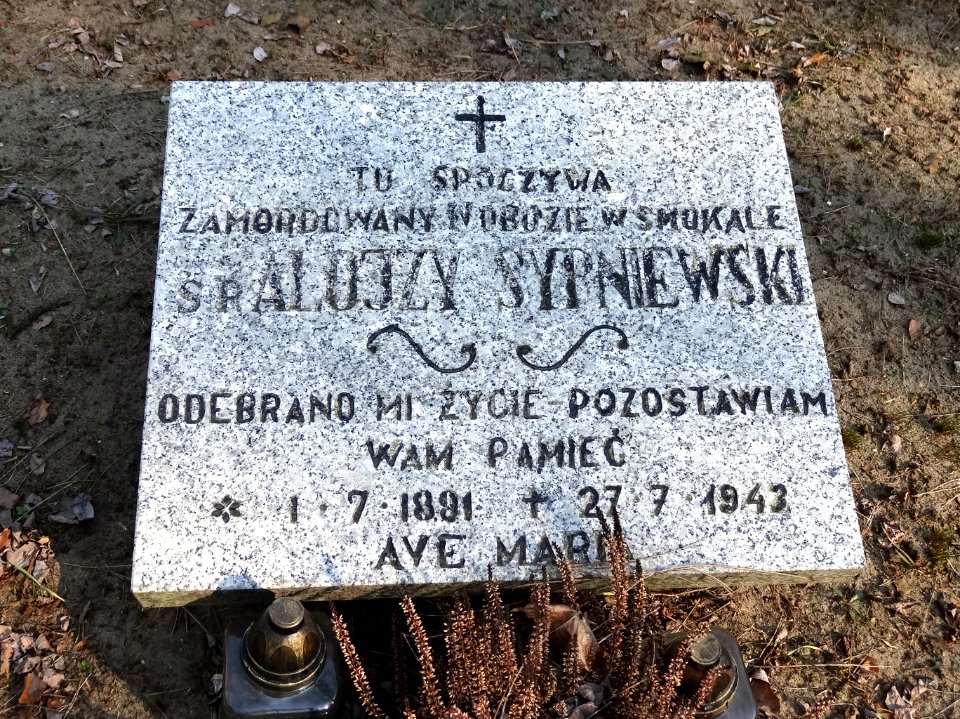 TU SPOCZYWA
ZAMORDOWANY W OBOZIE W SMUKALE
Ś.P. ALOJZY SYPNIEWSKI
ODEBRANO MI ŻYCIE - POZOSTAWIAM
WAM PAMIĘĆ
* 1 · 7 · 1891 + 27 · 7 · 1943
AVE MARIA